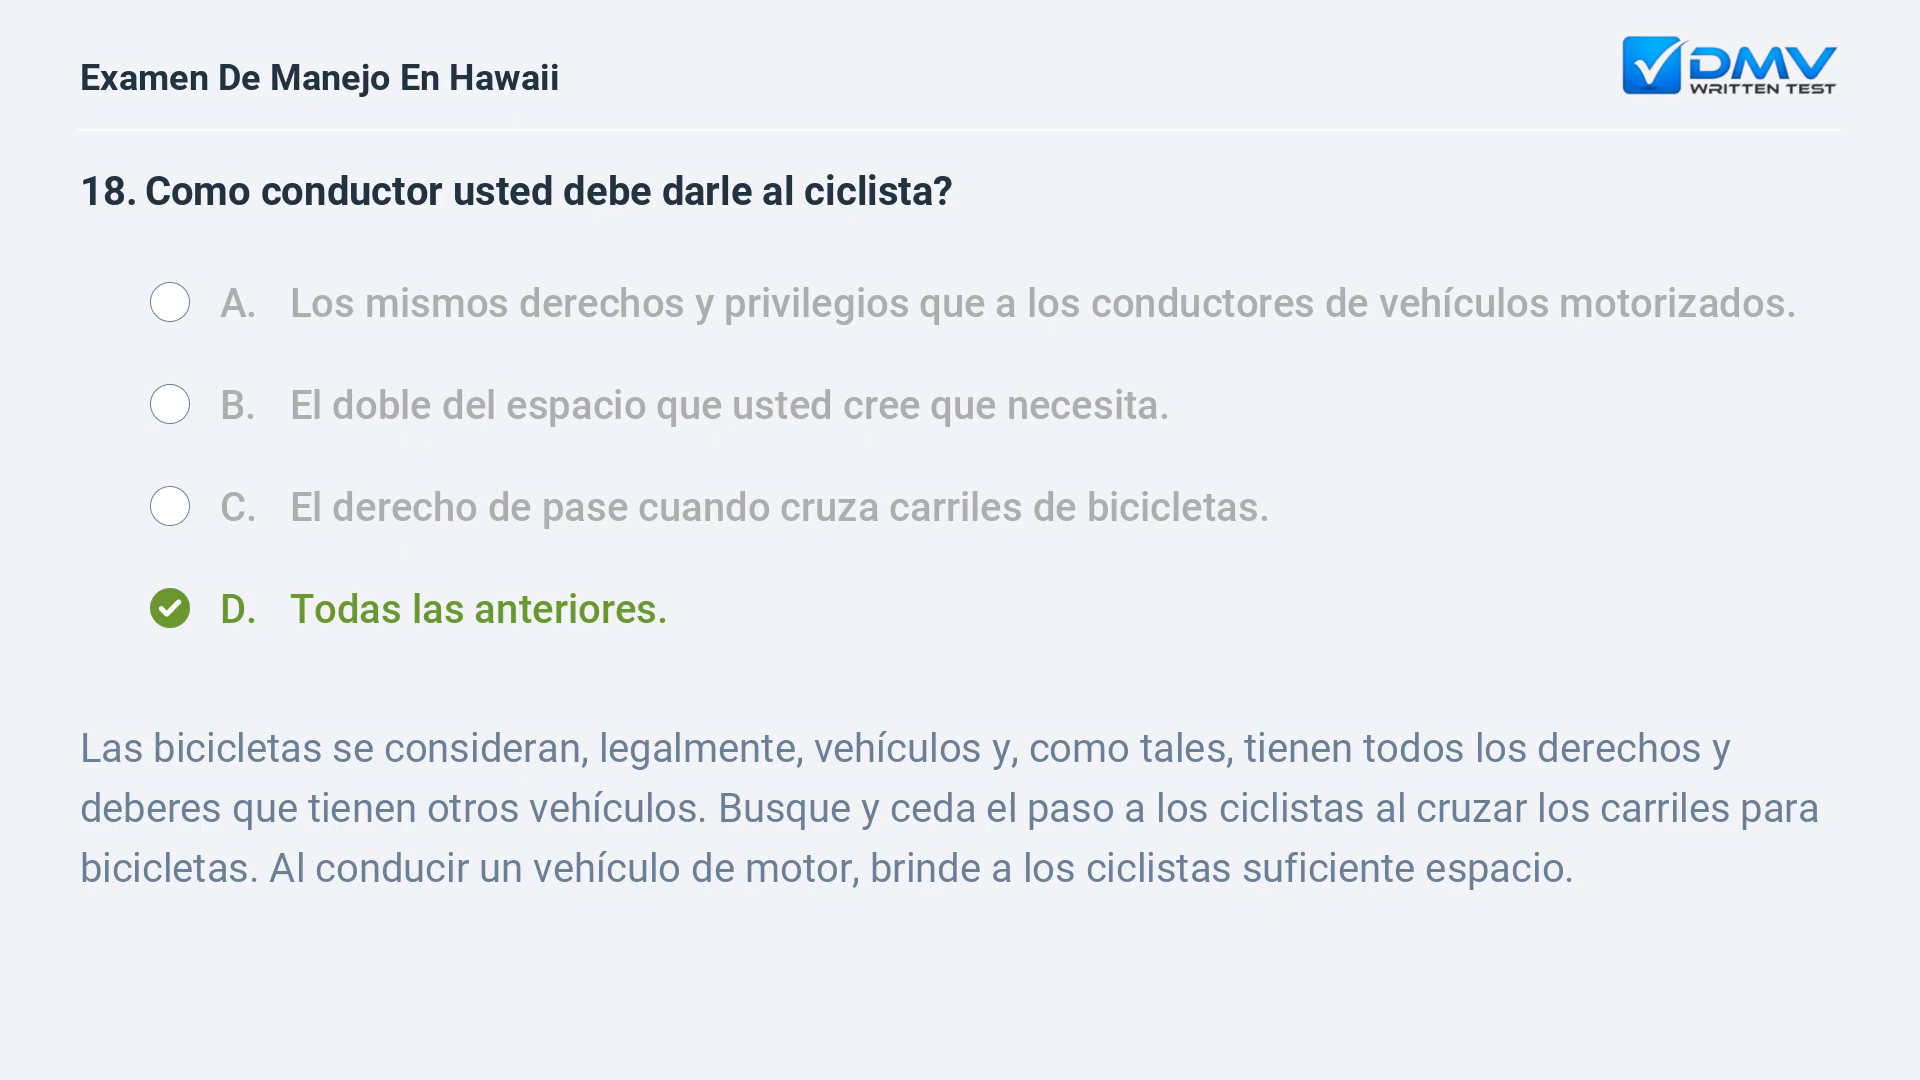 Examen De Manejo En Hawaii
DMV
WRITTEN TEST
18. Como conductor usted debe darle al ciclista?
A. Los mismos derechos y privilegios que a los conductores de vehículos motorizados.
B. El doble del espacio que usted cree que necesita.
C. El derecho de pase cuando cruza carriles de bicicletas.
D. Todas las anteriores.
Las bicicletas se consideran, legalmente, vehículos y, como tales, tienen todos los derechos y
deberes que tienen otros vehículos. Busque y ceda el paso a los ciclistas al cruzar los carriles para
bicicletas. Al conducir un vehículo de motor, brinde a los ciclistas suficiente espacio.